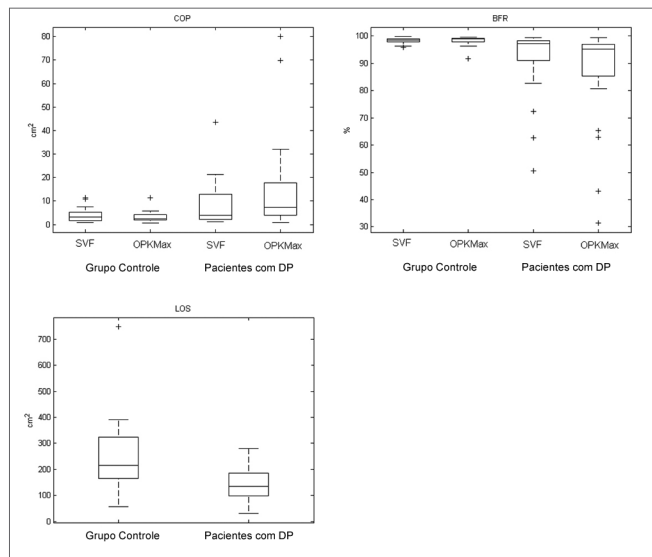 COP
80
70
60
50
40
30
20
10
0
cm²
SVF OPKMax SVF OPKMax
Grupo Controle Pacientes com DP
BFR
100
90
80
70
60
50
40
30
%
SVF OPKMax SVF OPKMax
Grupo Controle Pacientes com DP
LOS
700
600
500
400
300
200
100
0
cm²
Grupo Controle Pacientes com DP